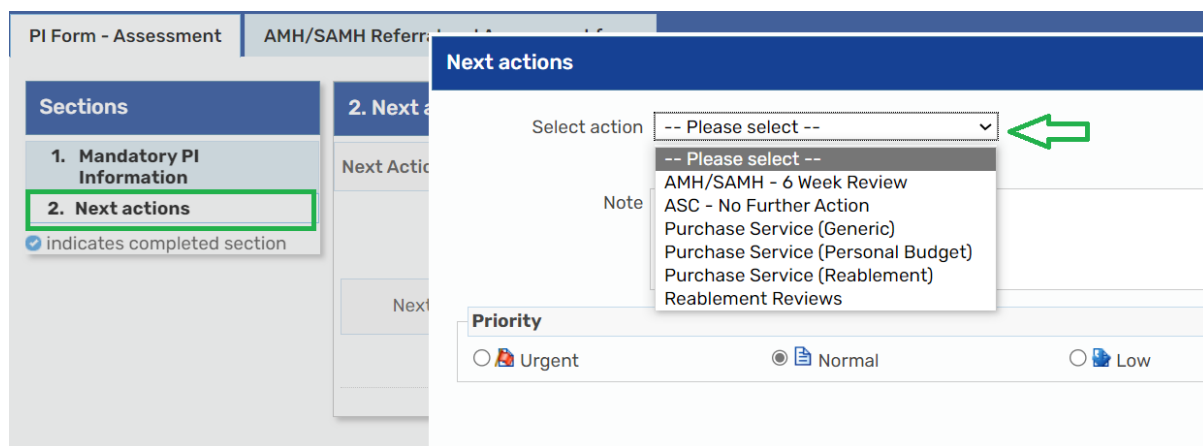 PI Form - Assessment
AMH/SAMH Referr
Next actions
Sections
1. Mandatory PI
Information
2. Next actions
indicates completed section
2. Next a
Next Actio
Next
Select action
-- Please select --
-- Please select --
AMH/SAMH - 6 Week Review
ASC - No Further Action
Purchase Service (Generic)
Purchase Service (Personal Budget)
Purchase Service (Reablement)
Reablement Reviews
Note
Priority
Urgent
Normal
Low